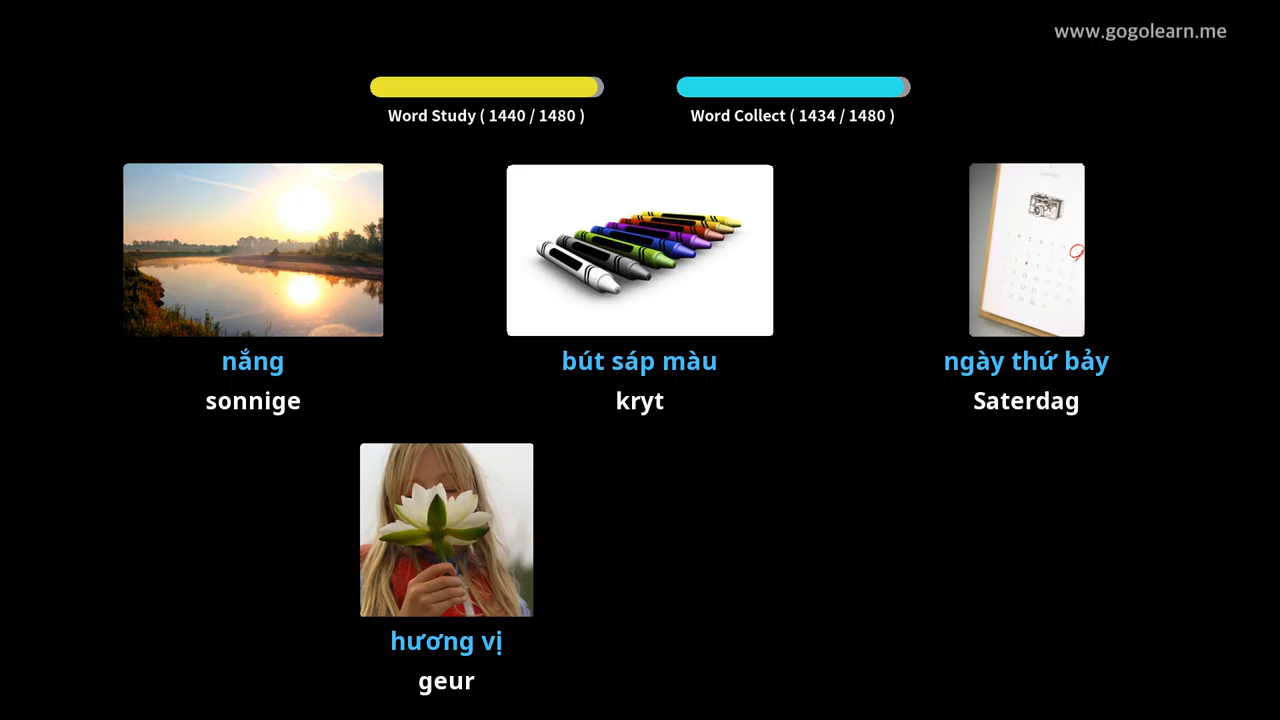 www.gogolearn.me
Word Study ( 1440 / 1480 )
Word Collect ( 1434 / 1480 )
nắng
sonnige
bút sáp màu
kryt
ngày thứ bảy
Saterdag
hương vị
geur